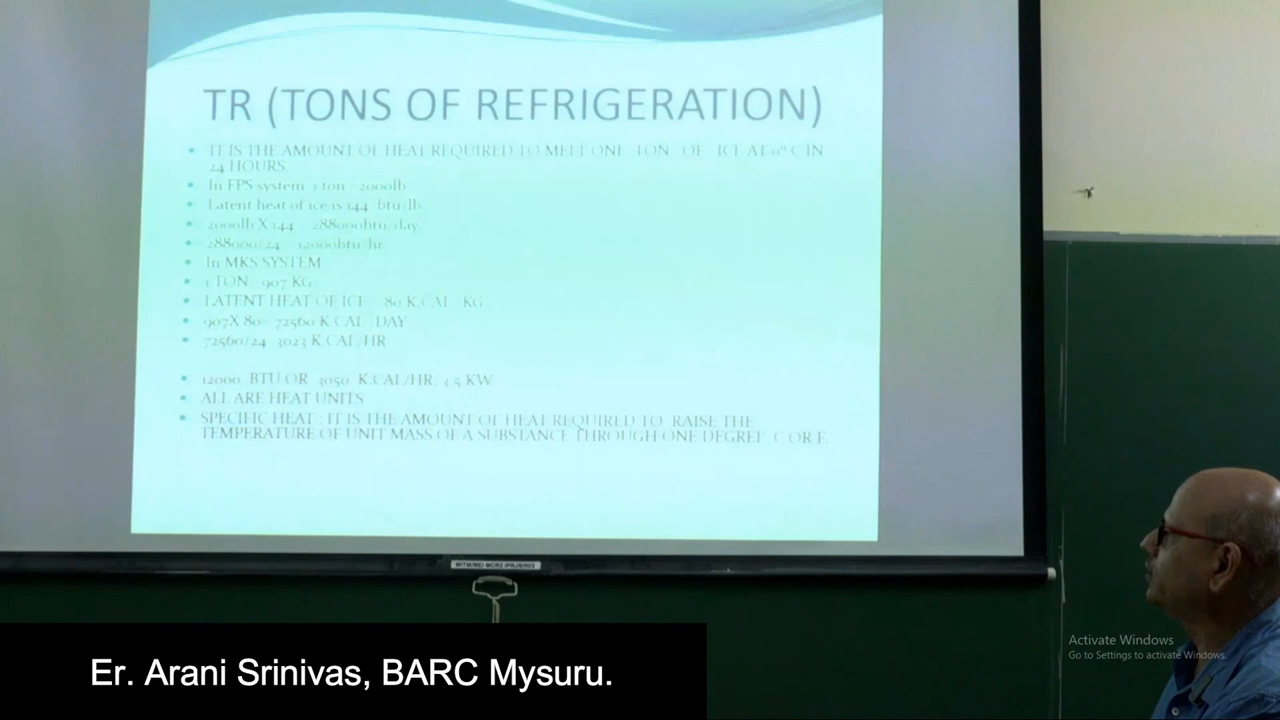 TR (TONS OF REFRIGERATION)
IT IS THE AMOUNT OF HEAT REQUIRED TO MELT ONE TON OF ICE AT 0° C IN
24 HOURS.
In FPS system 1 ton = 2000lb
Latent heat of ice is 144 btu/lb
2000lb X 144 = 288000btu/day
288000/24 = 12000btu/hr
In MKS SYSTEM
1 TON = 907 KG
LATENT HEAT OF ICE = 80 K.CAL / KG
907X 80= 72560 K.CAL /DAY
72560/24 3023 K.CAL/HR
12000 BTU OR 3050 K.CAL/HR. 3.5 KW
ALL ARE HEAT UNITS
SPECIFIC HEAT : IT IS THE AMOUNT OF HEAT REQUIRED TO RAISE THE
TEMPERATURE OF UNIT MASS OF A SUBSTANCE THROUGH ONE DEGREE C OR F.
Activate Windows
Go to Settings to activate Windows.
Er. Arani Srinivas, BARC Mysuru.